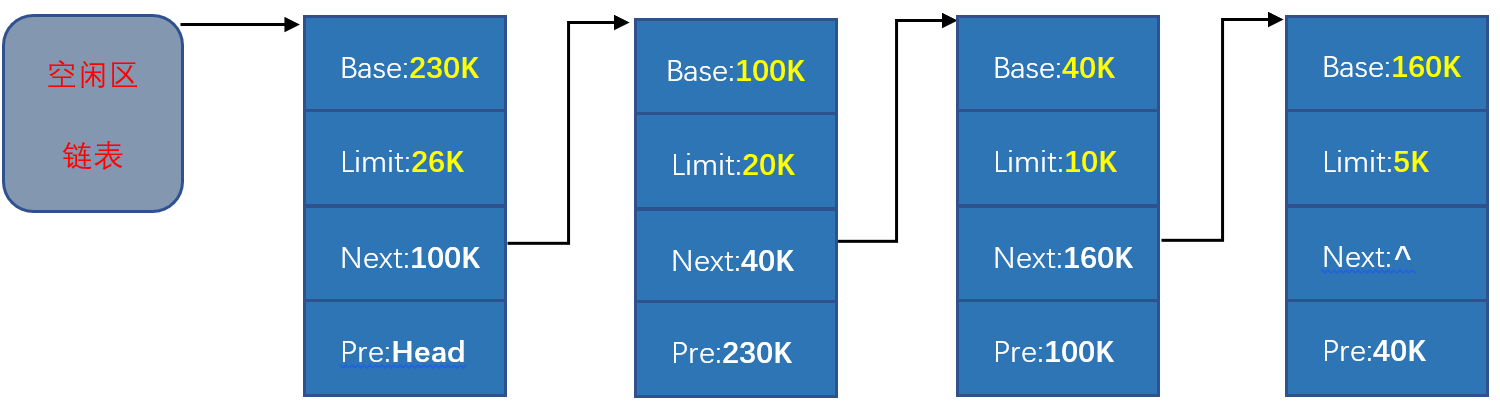 空闲区
链表
Base:230K
Limit:26K
Next:100K
Pre:Head
Base:100K
Limit:20K
Next:40K
Pre:230K
Base:40K
Limit:10K
Next:160K
Pre:100K
Base:160K
Limit:5K
Next:^
Pre:40K